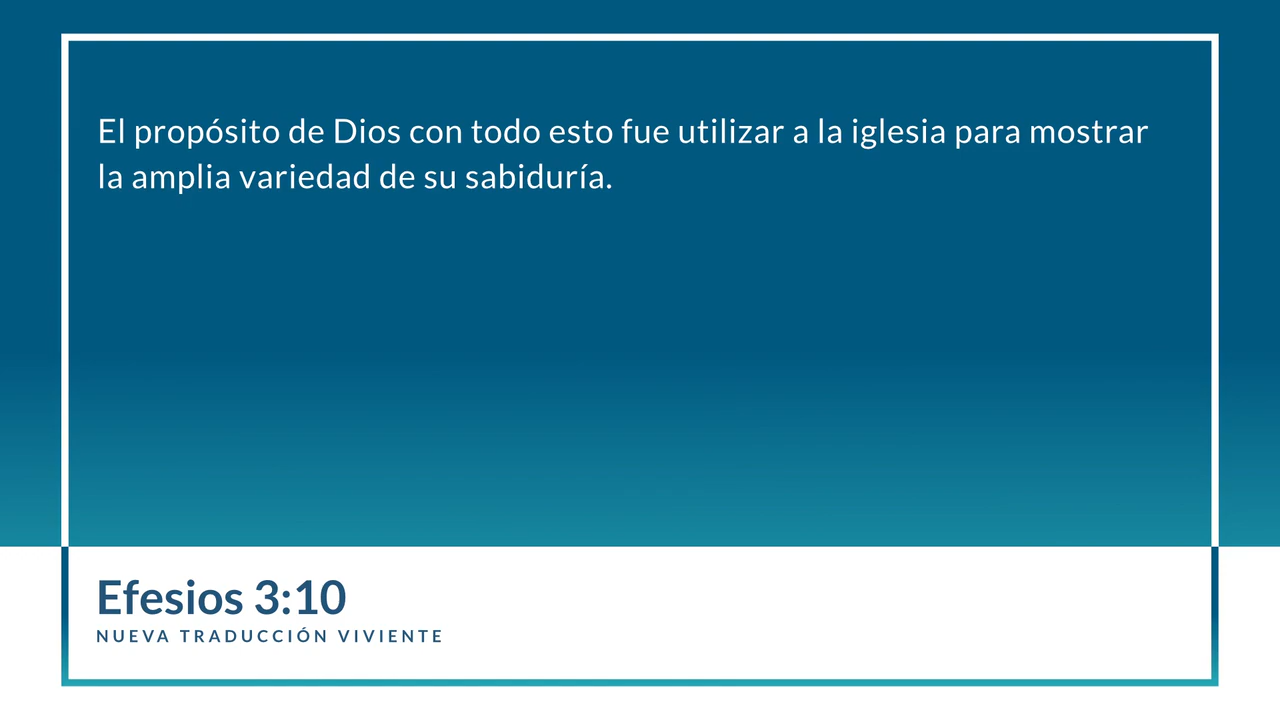 El propósito de Dios con todo esto fue utilizar a la iglesia para mostrar
la amplia variedad de su sabiduría.
Efesios 3:10
NUEVA TRADUCCIÓN VIVIENTE